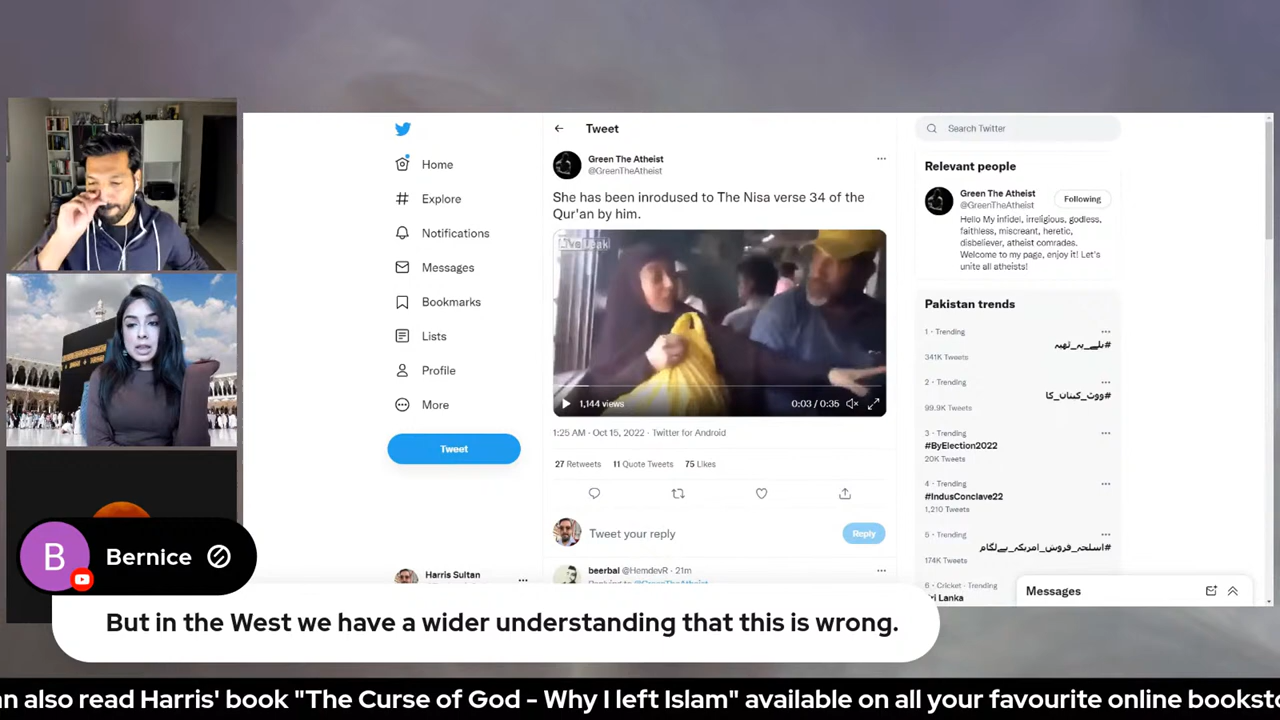 Home
Explore
Notifications
Messages
Bookmarks
Lists
Profile
More
Tweet
Harris Sultan
Tweet
Green The Atheist
@GreenTheAtheist
She has been inrodused to The Nisa verse 34 of the
Qur'an by him.
LiveLeak
1,144 views
0:03 / 0:35
1:25 AM · Oct 15, 2022 · Twitter for Android
27 Retweets 11 Quote Tweets 75 Likes
Tweet your reply
Reply
beerbal @HemdevR · 21m
Replying to @GreenTheAtheist
Search Twitter
Relevant people
Green The Atheist
@GreenTheAtheist
Following
Hello My infidel, irreligious, godless,
faithless, miscreant, heretic,
disbeliever, atheist comrades.
Welcome to my page, enjoy it! Let's
unite all atheists!
Pakistan trends
1 · Trending
#بلے_پہ_ٹھپہ
341K Tweets
2 · Trending
#ووٹ_کپتان_کا
99.9K Tweets
3 · Trending
#ByElection2022
20K Tweets
4 · Trending
#IndusConclave22
1,210 Tweets
5 · Trending
#اسلحہ_فروش_امریکہ_بےلگام
174K Tweets
6 · Cricket · Trending
Sri Lanka
Messages
B
Bernice
But in the West we have a wider understanding that this is wrong.
an also read Harris' book "The Curse of God - Why I left Islam" available on all your favourite online booksto